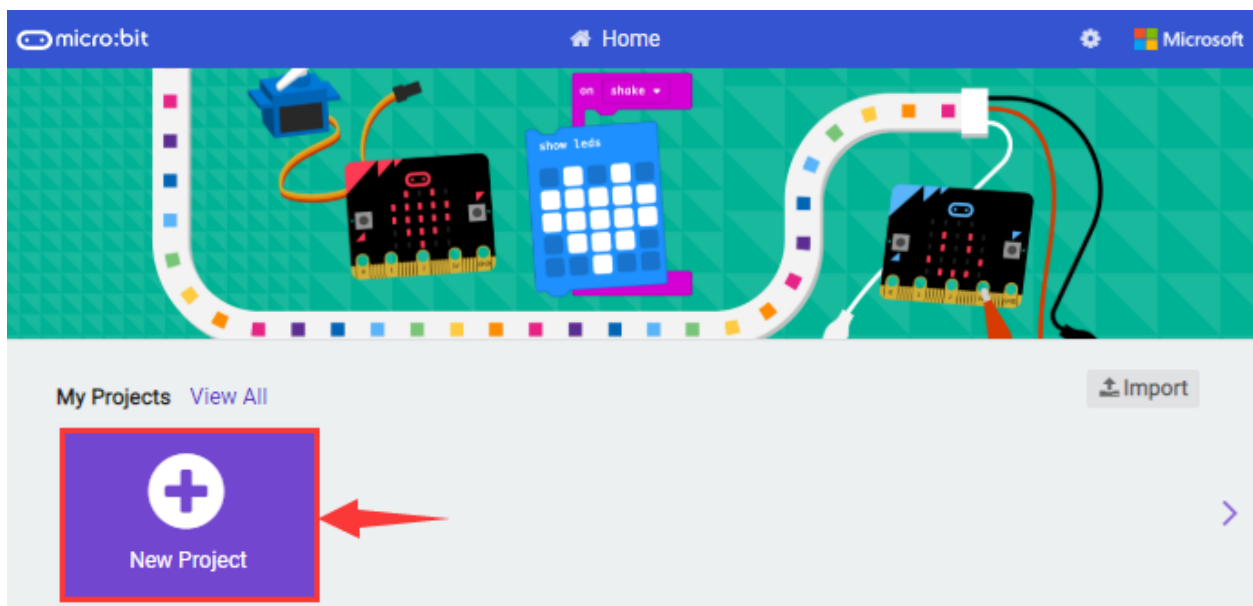 micro:bit
Home
Microsoft
on shake
show leds
My Projects View All
Import
New Project